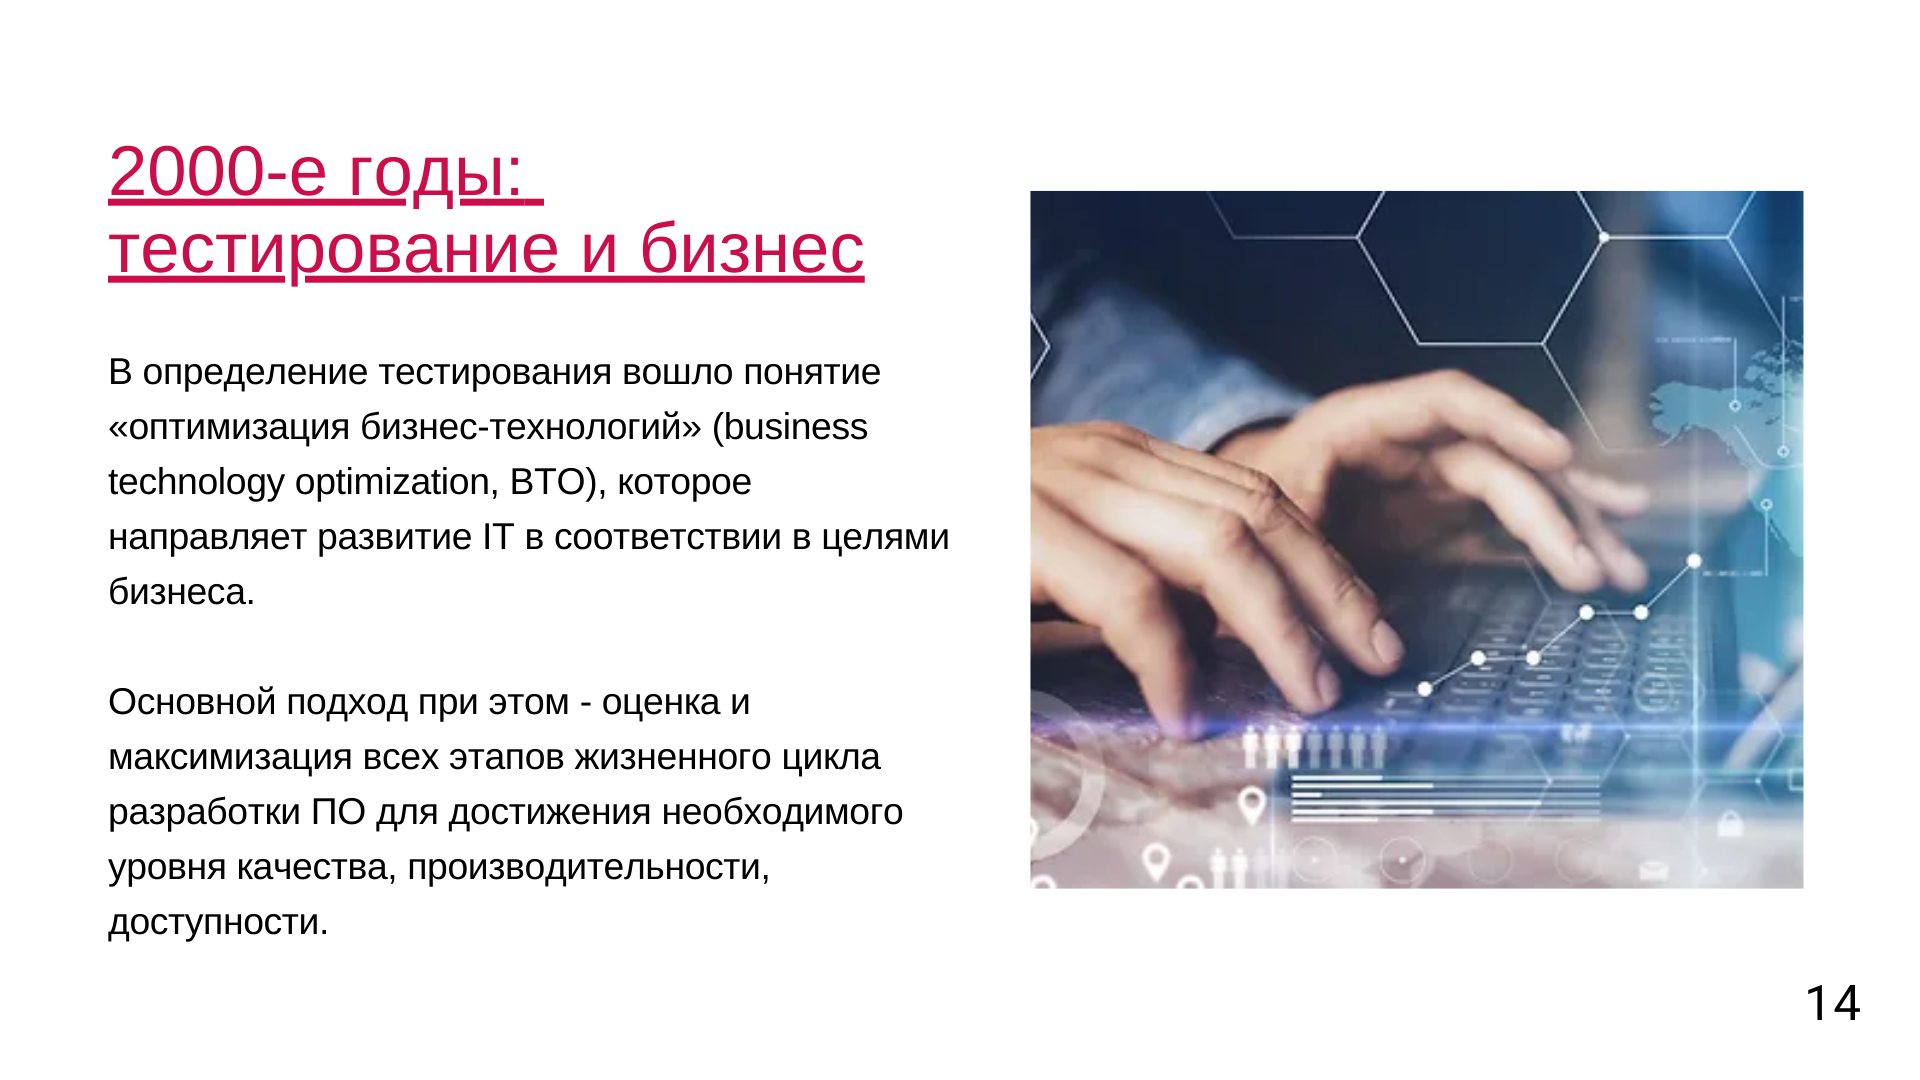 2000-е годы:
тестирование и бизнес
В определение тестирования вошло понятие
«оптимизация бизнес-технологий» (business
technology optimization, BTO), которое
направляет развитие IT в соответствии в целями
бизнеса.
Основной подход при этом - оценка и
максимизация всех этапов жизненного цикла
разработки ПО для достижения необходимого
уровня качества, производительности,
доступности.
14